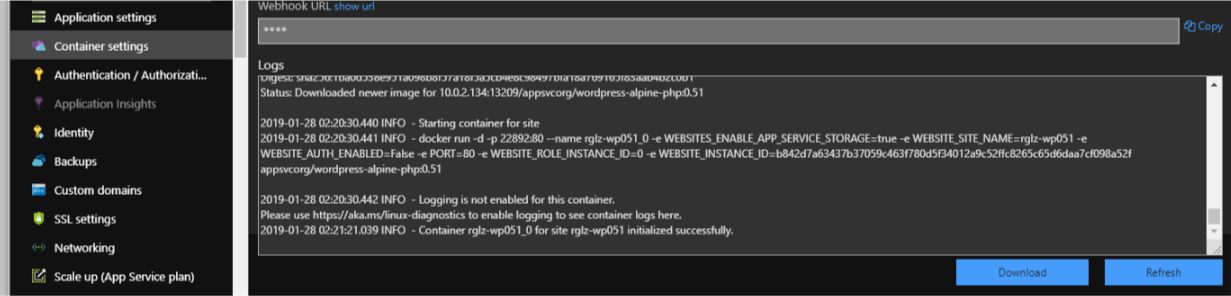 Application settings
Container settings
Authentication / Authorizati...
Application Insights
Identity
Backups
Custom domains
SSL settings
Networking
Scale up (App Service plan)
Webhook URL show url
****
Copy
Logs
Status: Downloaded newer image for 10.0.2.134:13209/appsvcorg/wordpress-alpine-php:0.51
2019-01-28 02:20:30.440 INFO - Starting container for site
2019-01-28 02:20:30.441 INFO - docker run -d -p 22892:80 --name rglz-wp051_0 -e WEBSITES_ENABLE_APP_SERVICE_STORAGE=true -e WEBSITE_SITE_NAME=rglz-wp051 -e
WEBSITE_AUTH_ENABLED=False -e PORT=80 -e WEBSITE_ROLE_INSTANCE_ID=0 -e WEBSITE_INSTANCE_ID=b842d7a63437b37059c463f780d5f34012a9c52ffc8265c65d6daa7cf098a52f
appsvcorg/wordpress-alpine-php:0.51
2019-01-28 02:20:30.442 INFO - Logging is not enabled for this container.
Please use https://aka.ms/linux-diagnostics to enable logging to see container logs here.
2019-01-28 02:21:21.039 INFO - Container rglz-wp051_0 for site rglz-wp051 initialized successfully.
Download
Refresh